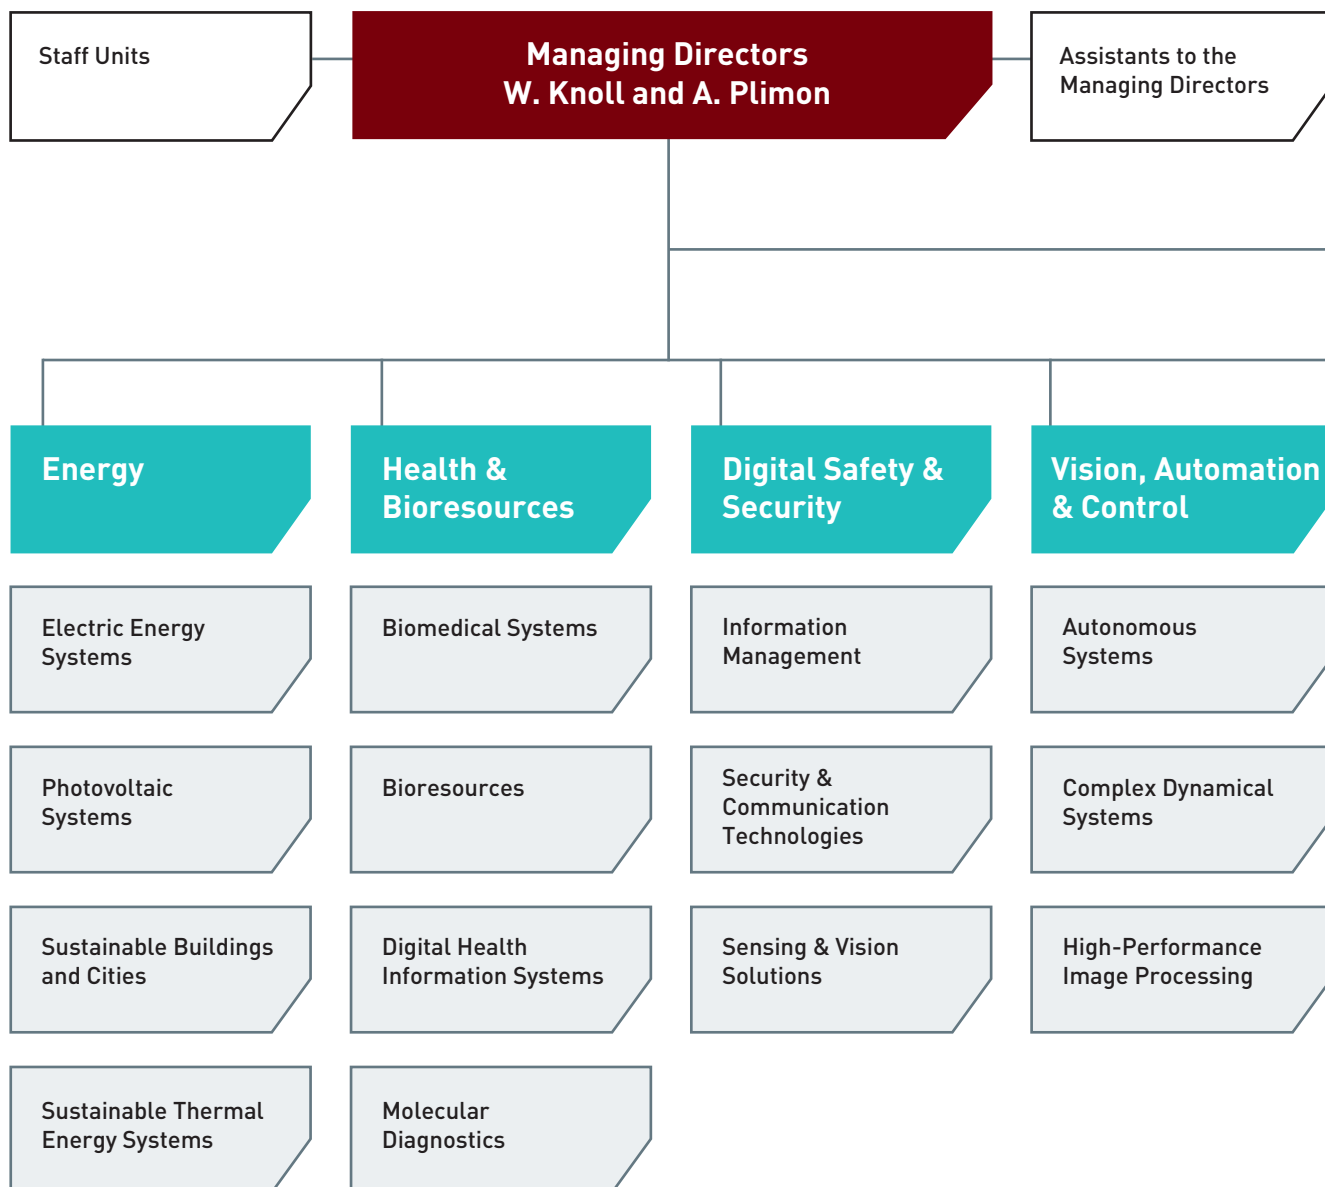 Staff Units
Managing Directors
W. Knoll and A. Plimon
Assistants to the
Managing Directors
Energy
Health &
Bioresources
Digital Safety &
Security
Vision, Automation
& Control
Electric Energy
Systems
Biomedical Systems
Information
Management
Autonomous
Systems
Photovoltaic
Systems
Bioresources
Security &
Communication
Technologies
Complex Dynamical
Systems
Sustainable Buildings
and Cities
Digital Health
Information Systems
Sensing & Vision
Solutions
High-Performance
Image Processing
Sustainable Thermal
Energy Systems
Molecular
Diagnostics